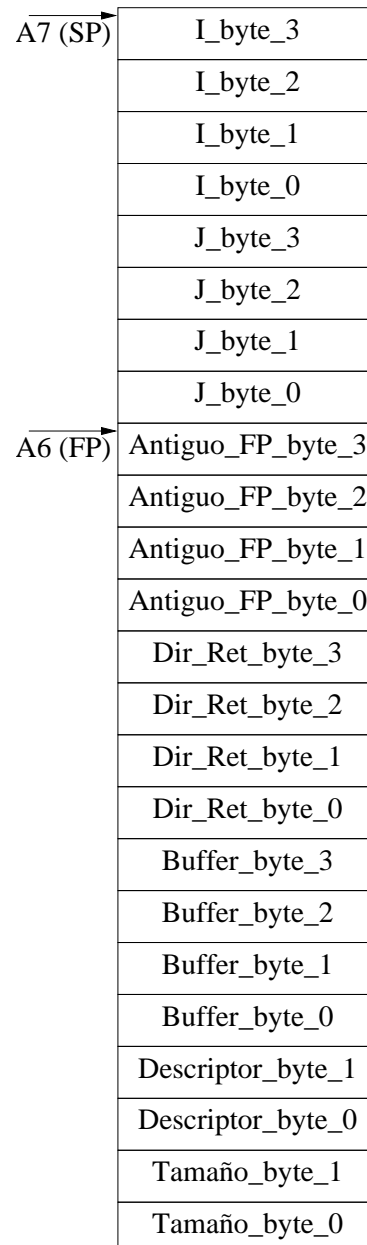 A7 (SP)
I_byte_3
I_byte_2
I_byte_1
I_byte_0
J_byte_3
J_byte_2
J_byte_1
J_byte_0
A6 (FP)
Antiguo_FP_byte_3
Antiguo_FP_byte_2
Antiguo_FP_byte_1
Antiguo_FP_byte_0
Dir_Ret_byte_3
Dir_Ret_byte_2
Dir_Ret_byte_1
Dir_Ret_byte_0
Buffer_byte_3
Buffer_byte_2
Buffer_byte_1
Buffer_byte_0
Descriptor_byte_1
Descriptor_byte_0
Tamaño_byte_1
Tamaño_byte_0